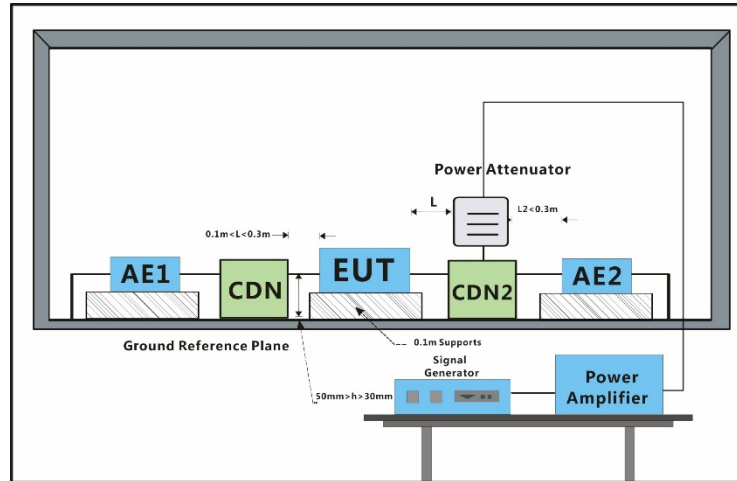 Power Attenuator
L
L2<0.3m
0.1m<L<0.3m
AE1
CDN
EUT
CDN2
AE2
Ground Reference Plane
0.1m Supports
Signal
Generator
50mm>h>30mm
Power
Amplifier